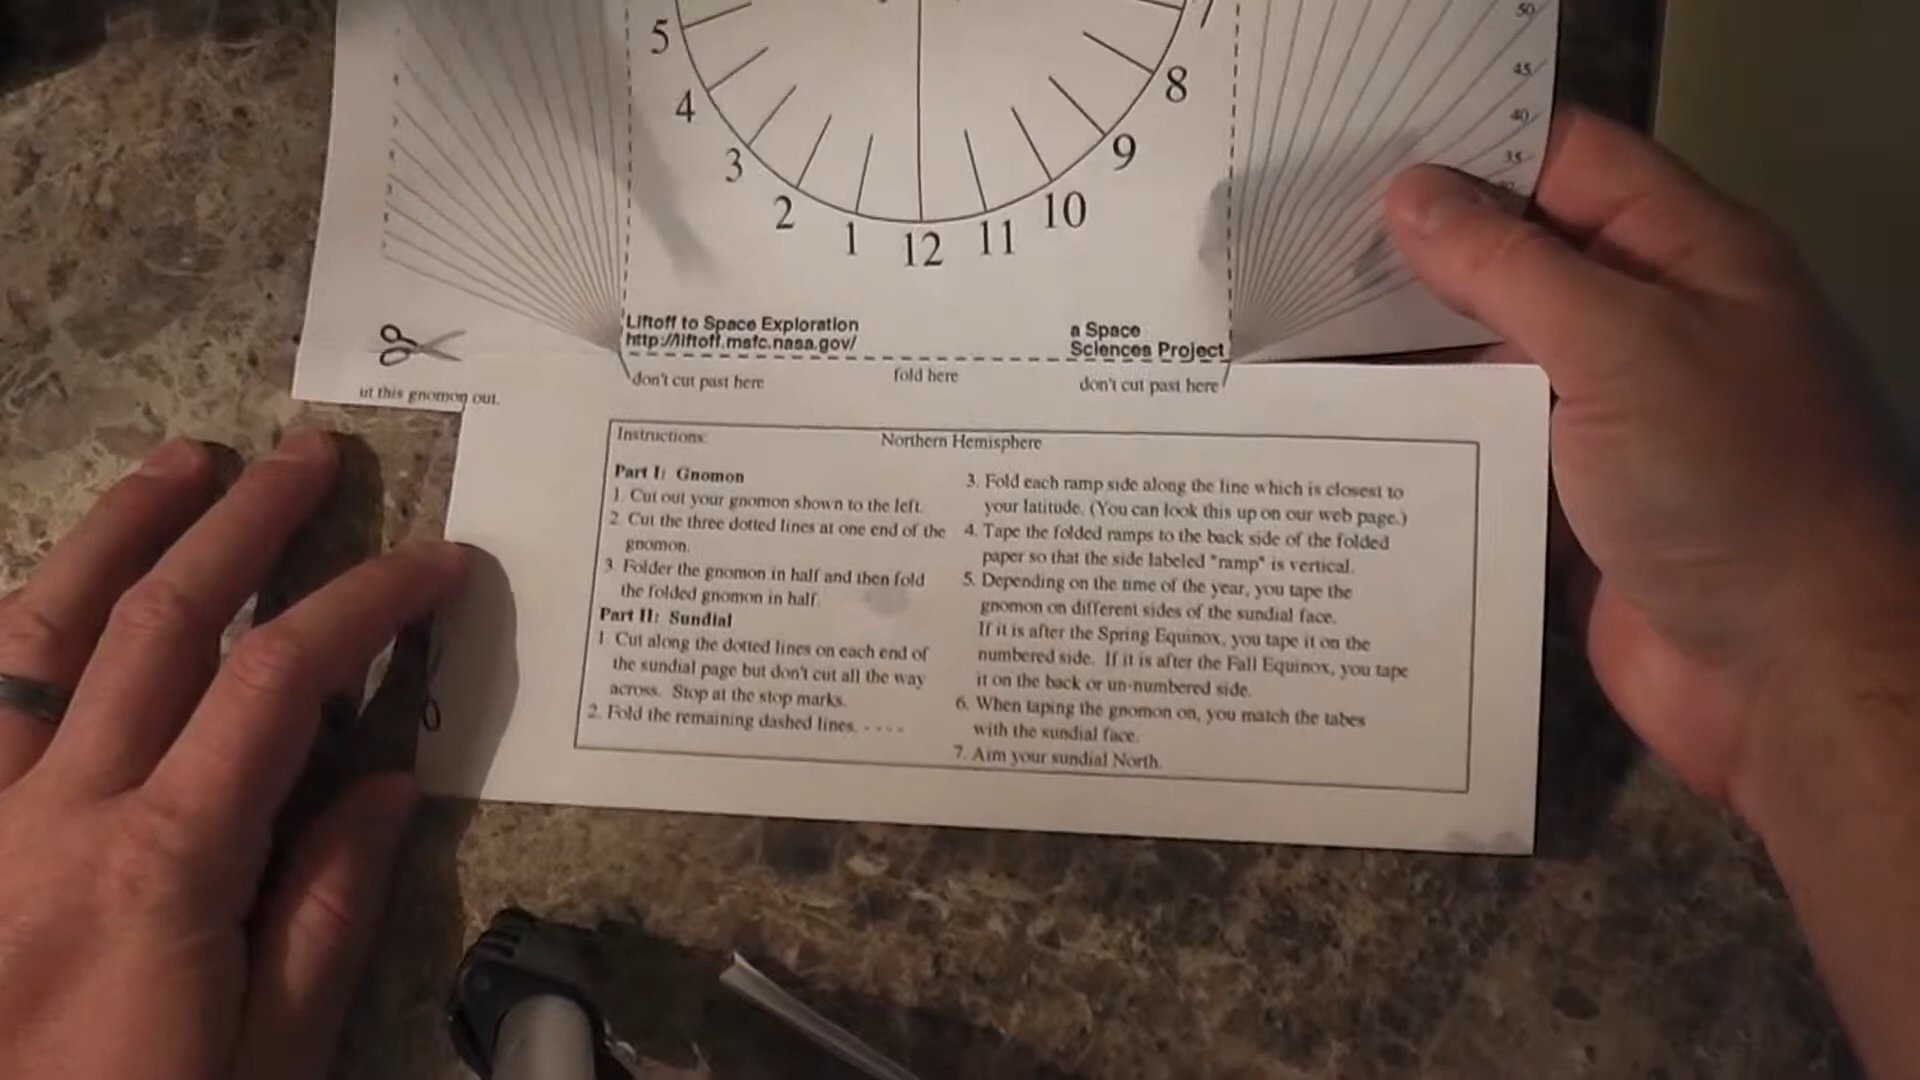 50
45
40
35
5
4
3
2
1
12
11
10
9
8
7
Liftoff to Space Exploration
http://liftoff.msfc.nasa.gov/
a Space
Sciences Project
don't cut past here
fold here
don't cut past here
ut this gnomon out.
Instructions:
Northern Hemisphere
Part I: Gnomon
1. Cut out your gnomon shown to the left.
2. Cut the three dotted lines at one end of the
gnomon.
3. Folder the gnomon in half and then fold
the folded gnomon in half.
Part II: Sundial
1. Cut along the dotted lines on each end of
the sundial page but don't cut all the way
across. Stop at the stop marks.
2. Fold the remaining dashed lines. - - - -
3. Fold each ramp side along the line which is closest to
your latitude. (You can look this up on our web page.)
4. Tape the folded ramps to the back side of the folded
paper so that the side labeled "ramp" is vertical.
5. Depending on the time of the year, you tape the
gnomon on different sides of the sundial face.
If it is after the Spring Equinox, you tape it on the
numbered side. If it is after the Fall Equinox, you tape
it on the back or un-numbered side.
6. When taping the gnomon on, you match the tabes
with the sundial face.
7. Aim your sundial North.